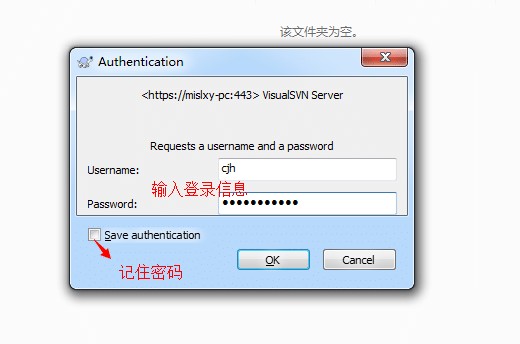 该文件夹为空。
Authentication
<https://mislxy-pc:443> VisualSVN Server
Requests a username and a password
Username: cjh
输入登录信息
Password: ●●●●●●●●●●●
Save authentication
记住密码
OK Cancel